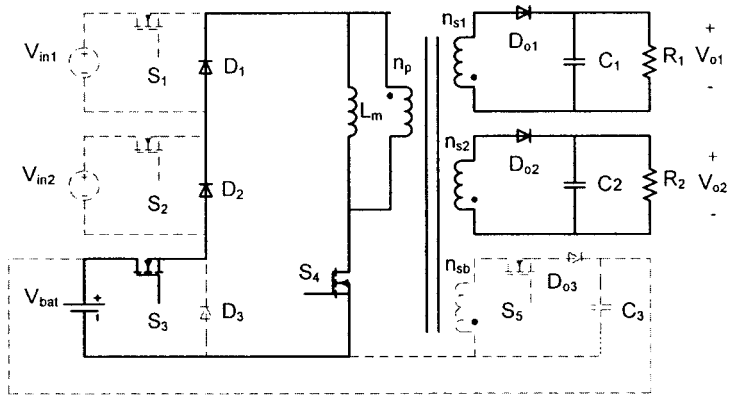 V_in1
S_1
D_1
L_m
n_p
n_s1
D_o1
C_1
R_1
+
V_o1
-
V_in2
S_2
D_2
n_s2
D_o2
C_2
R_2
+
V_o2
-
V_bat
+
S_3
D_3
S_4
n_sb
S_5
D_o3
C_3